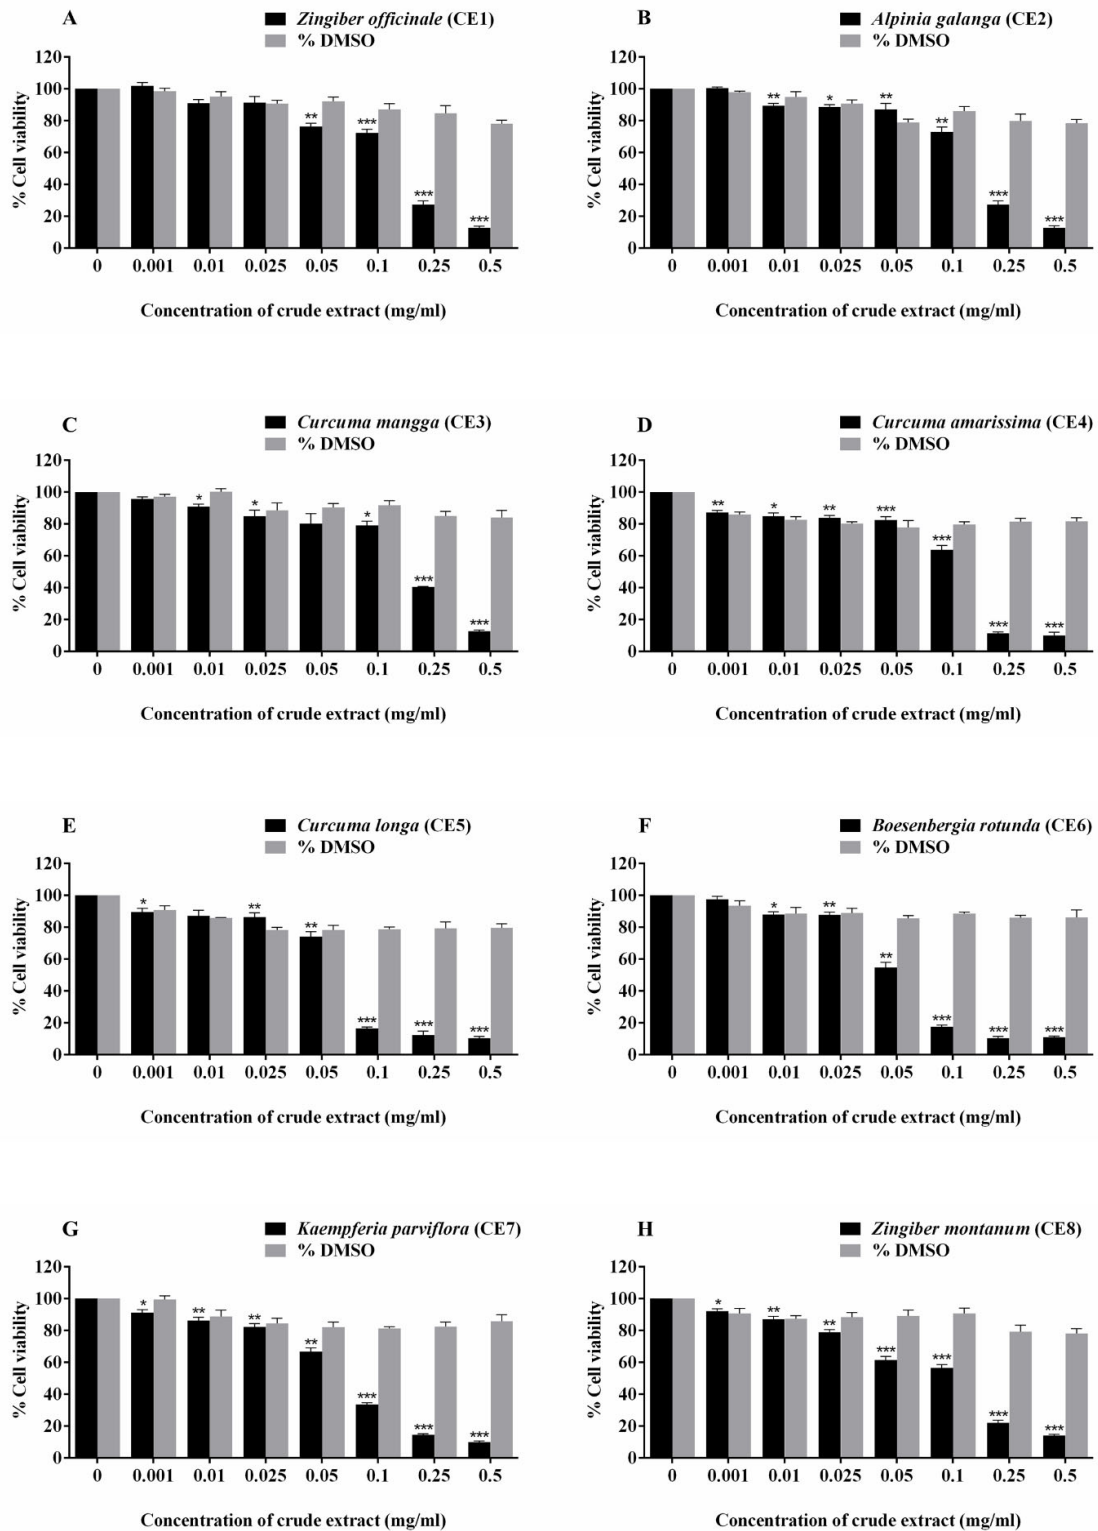 A
Zingiber officinale (CE1)
% DMSO
120
100
80
60
40
20
0
% Cell viability
** *** *** ***
0 0.001 0.01 0.025 0.05 0.1 0.25 0.5
Concentration of crude extract (mg/ml)
B
Alpinia galanga (CE2)
% DMSO
120
100
80
60
40
20
0
% Cell viability
** * ** ** *** ***
0 0.001 0.01 0.025 0.05 0.1 0.25 0.5
Concentration of crude extract (mg/ml)
C
Curcuma mangga (CE3)
% DMSO
120
100
80
60
40
20
0
% Cell viability
* * * *** ***
0 0.001 0.01 0.025 0.05 0.1 0.25 0.5
Concentration of crude extract (mg/ml)
D
Curcuma amarissima (CE4)
% DMSO
120
100
80
60
40
20
0
% Cell viability
** * ** *** *** *** ***
0 0.001 0.01 0.025 0.05 0.1 0.25 0.5
Concentration of crude extract (mg/ml)
E
Curcuma longa (CE5)
% DMSO
120
100
80
60
40
20
0
% Cell viability
* ** ** *** *** ***
0 0.001 0.01 0.025 0.05 0.1 0.25 0.5
Concentration of crude extract (mg/ml)
F
Boesenbergia rotunda (CE6)
% DMSO
120
100
80
60
40
20
0
% Cell viability
* ** ** *** *** ***
0 0.001 0.01 0.025 0.05 0.1 0.25 0.5
Concentration of crude extract (mg/ml)
G
Kaempferia parviflora (CE7)
% DMSO
120
100
80
60
40
20
0
% Cell viability
* ** ** ** *** *** ***
0 0.001 0.01 0.025 0.05 0.1 0.25 0.5
Concentration of crude extract (mg/ml)
H
Zingiber montanum (CE8)
% DMSO
120
100
80
60
40
20
0
% Cell viability
* ** ** *** *** *** ***
0 0.001 0.01 0.025 0.05 0.1 0.25 0.5
Concentration of crude extract (mg/ml)